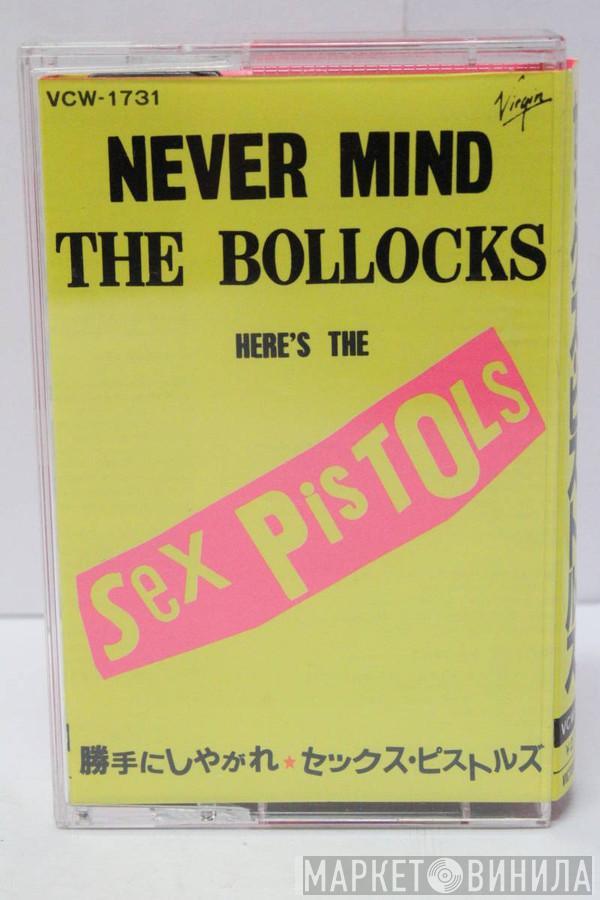 VCW-1731
Virgin
NEVER MIND
THE BOLLOCKS
HERE'S THE
SEX PiSTOLS
勝手にしやがれ★セックス・ピストルズ
МАРКЕТ ВИНИЛА